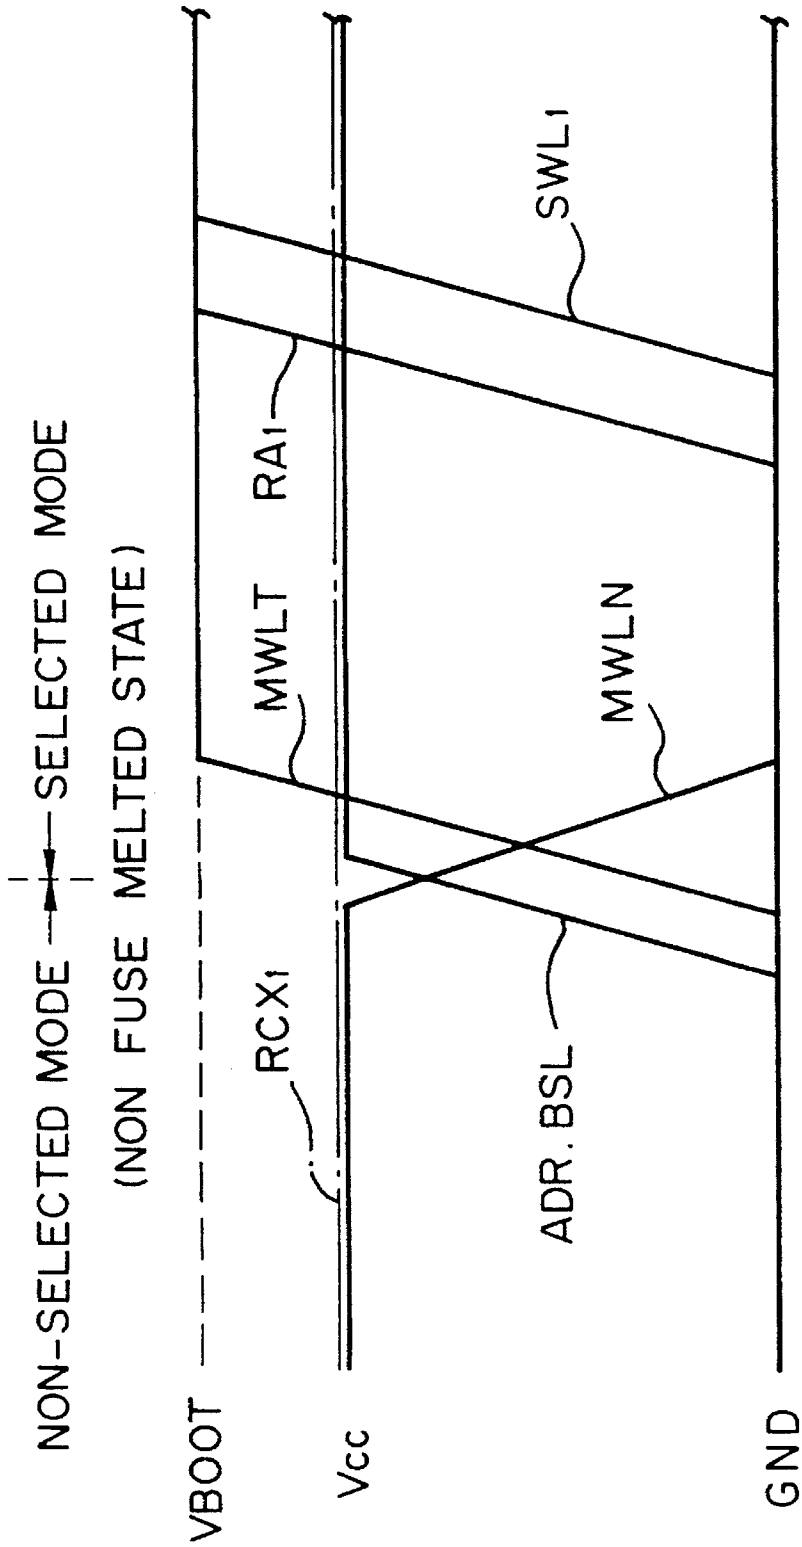 NON-SELECTED MODE
SELECTED MODE
(NON FUSE MELTED STATE)
VBOOT
RCX1
MWLT
RA1
Vcc
ADR. BSL
MWLN
SWL1
GND